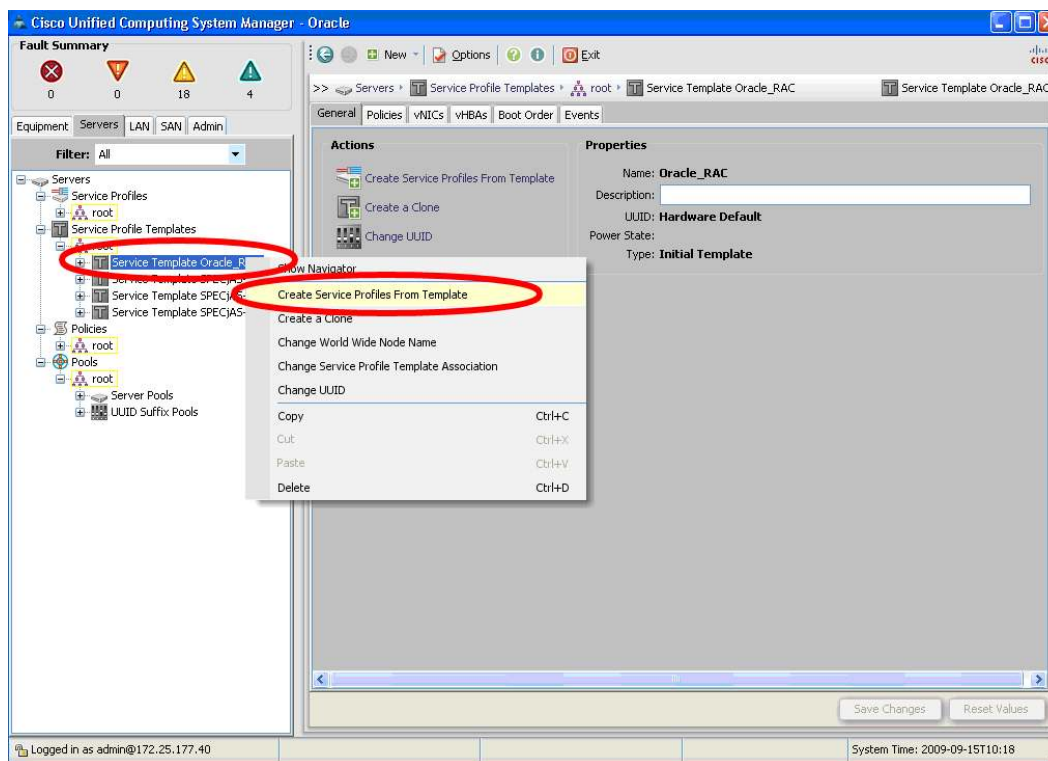 Cisco Unified Computing System Manager - Oracle
Fault Summary
0 0 18 4
New Options Exit
>> Servers Service Profile Templates root Service Template Oracle_RAC Service Template Oracle_RAC
Equipment Servers LAN SAN Admin
General Policies vNICs vHBAs Boot Order Events
Filter: All
Servers
Service Profiles
root
Service Profile Templates
root
Service Template Oracle_R
Service Template SPECjAS-
Service Template SPECjAS-
Service Template SPECjAS-
Policies
root
Pools
root
Server Pools
UUID Suffix Pools
Actions
Create Service Profiles From Template
Create a Clone
Change UUID
Properties
Name: Oracle_RAC
Description:
UUID: Hardware Default
Power State:
Type: Initial Template
Show Navigator
Create Service Profiles From Template
Create a Clone
Change World Wide Node Name
Change Service Profile Template Association
Change UUID
Copy Ctrl+C
Cut Ctrl+X
Paste Ctrl+V
Delete Ctrl+D
Save Changes Reset Values
Logged in as admin@172.25.177.40
System Time: 2009-09-15T10:18